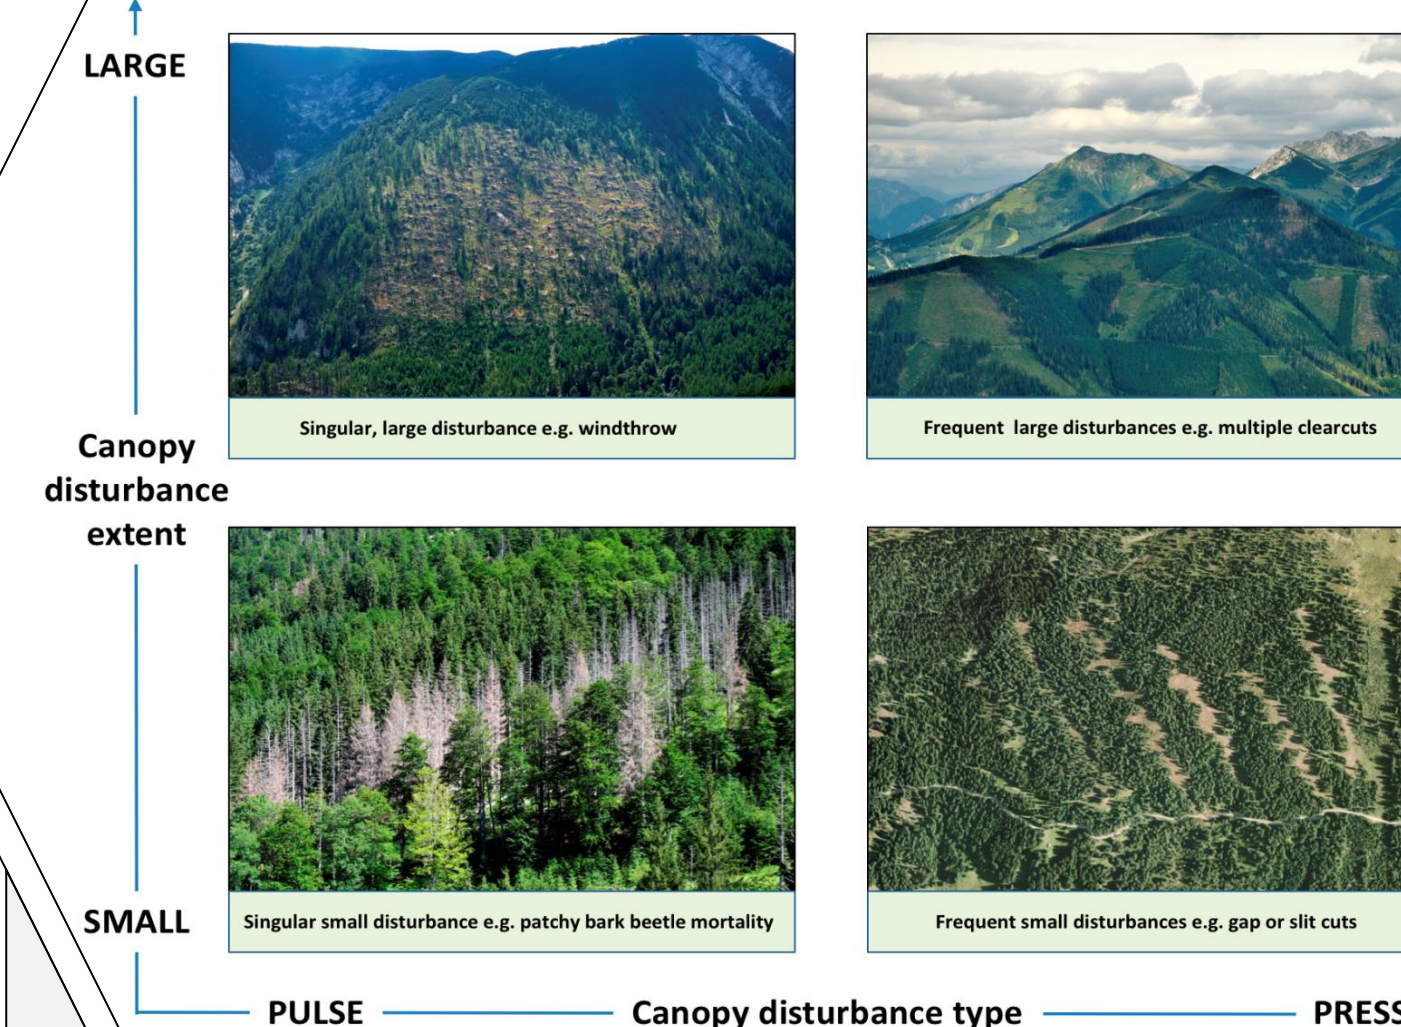 LARGE
Singular, large disturbance e.g. windthrow
Frequent  large disturbances e.g. multiple clearcuts
Canopy
disturbance
extent
SMALL
Singular small disturbance e.g. patchy bark beetle mortality
Frequent small disturbances e.g. gap or slit cuts
PULSE
Canopy disturbance type
PRESS